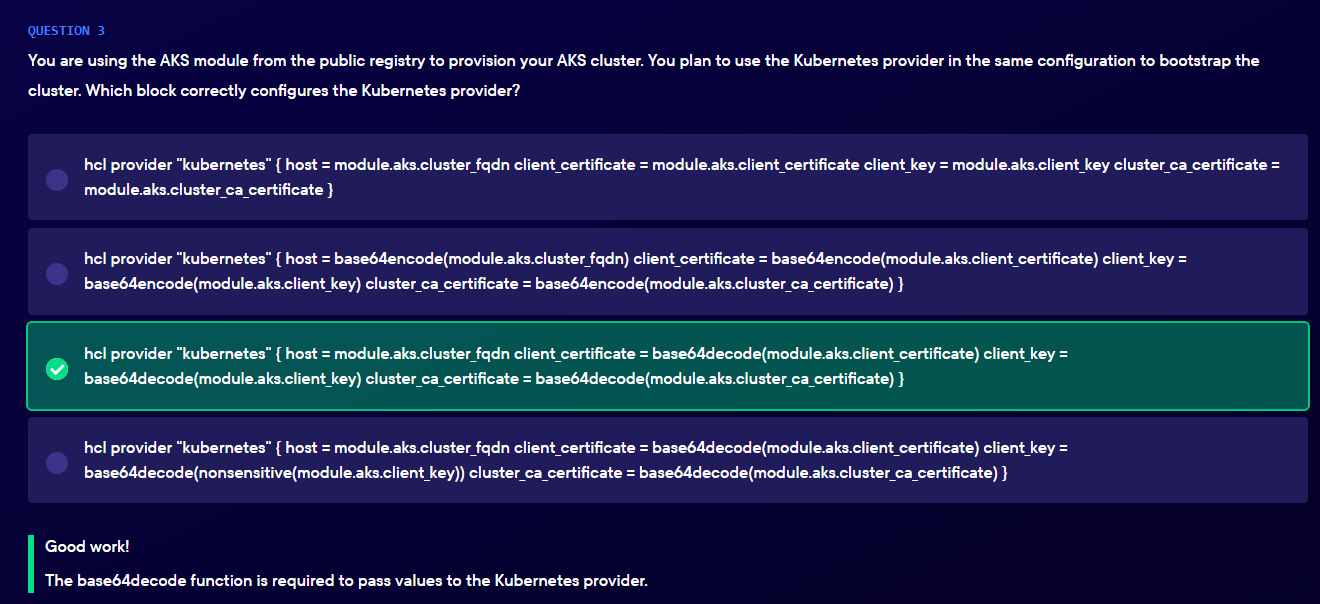 QUESTION 3
You are using the AKS module from the public registry to provision your AKS cluster. You plan to use the Kubernetes provider in the same configuration to bootstrap the
cluster. Which block correctly configures the Kubernetes provider?
hcl provider "kubernetes" { host = module.aks.cluster_fqdn client_certificate = module.aks.client_certificate client_key = module.aks.client_key cluster_ca_certificate =
module.aks.cluster_ca_certificate }
hcl provider "kubernetes" { host = base64encode(module.aks.cluster_fqdn) client_certificate = base64encode(module.aks.client_certificate) client_key =
base64encode(module.aks.client_key) cluster_ca_certificate = base64encode(module.aks.cluster_ca_certificate) }
hcl provider "kubernetes" { host = module.aks.cluster_fqdn client_certificate = base64decode(module.aks.client_certificate) client_key =
base64decode(module.aks.client_key) cluster_ca_certificate = base64decode(module.aks.cluster_ca_certificate) }
hcl provider "kubernetes" { host = module.aks.cluster_fqdn client_certificate = base64decode(module.aks.client_certificate) client_key =
base64decode(nonsensitive(module.aks.client_key)) cluster_ca_certificate = base64decode(module.aks.cluster_ca_certificate) }
Good work!
The base64decode function is required to pass values to the Kubernetes provider.